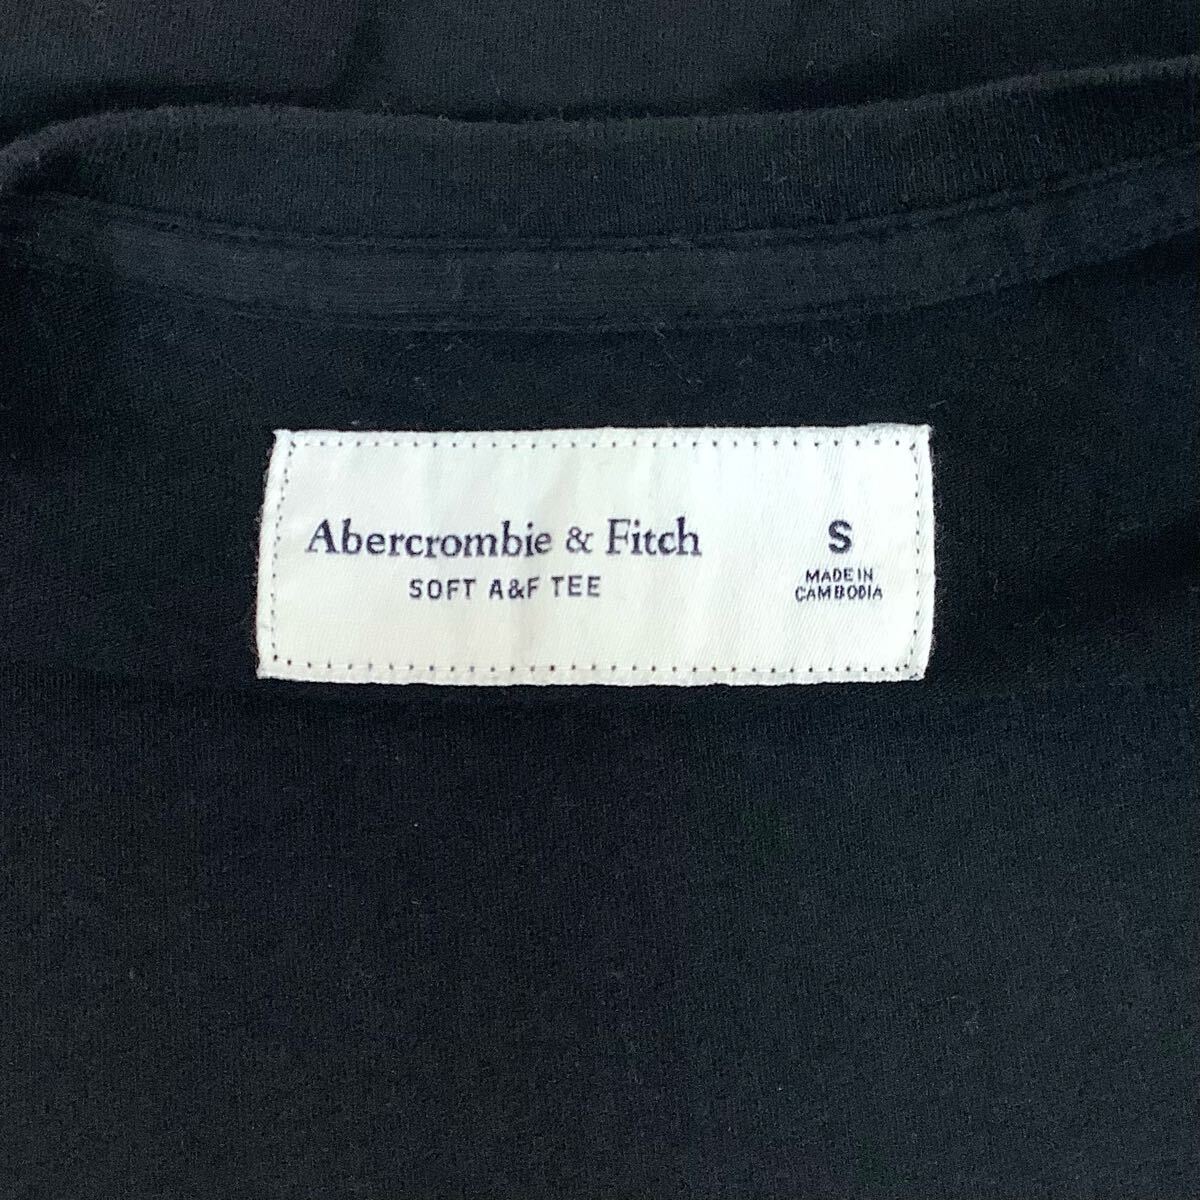 Abercrombie & Fitch
SOFT A&F TEE
S
MADE IN
CAMBODIA